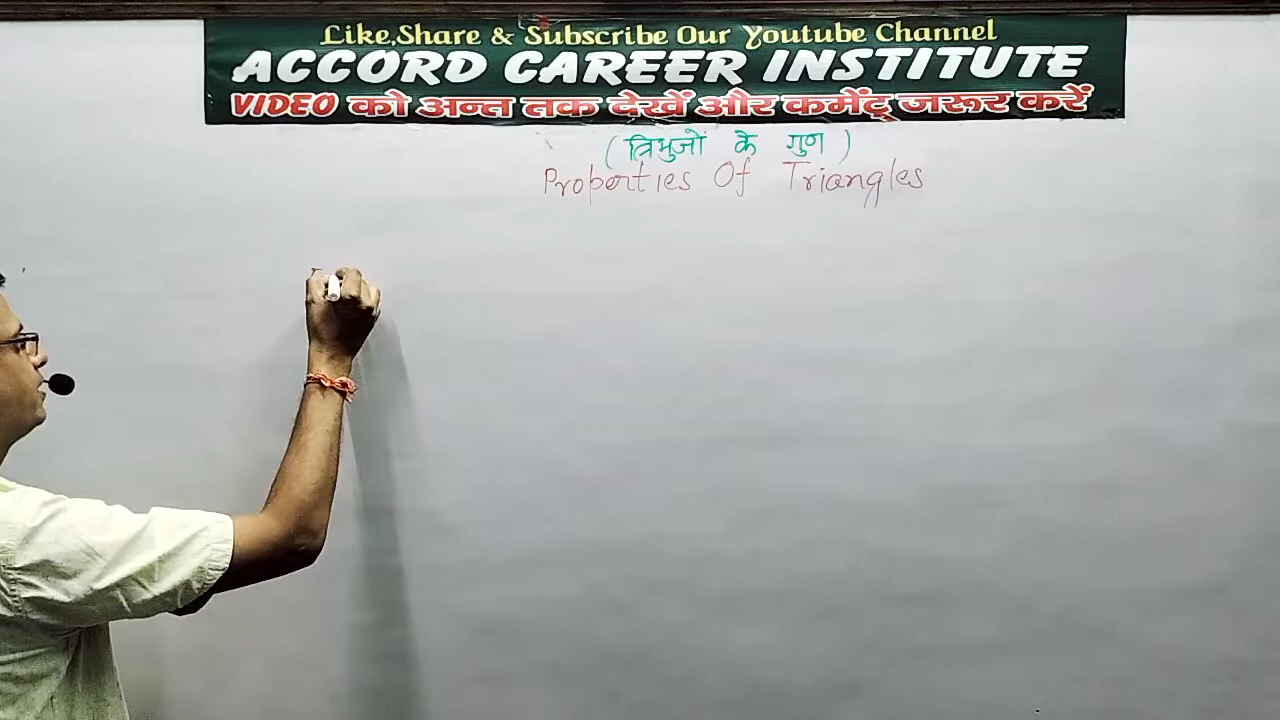 Like,Share & Subscribe Our Youtube Channel
ACCORD CAREER INSTITUTE
VIDEO को अन्त तक देखें और कमेंट् जरूर करें
(त्रिभुजों के गुण)
Properties Of Triangles